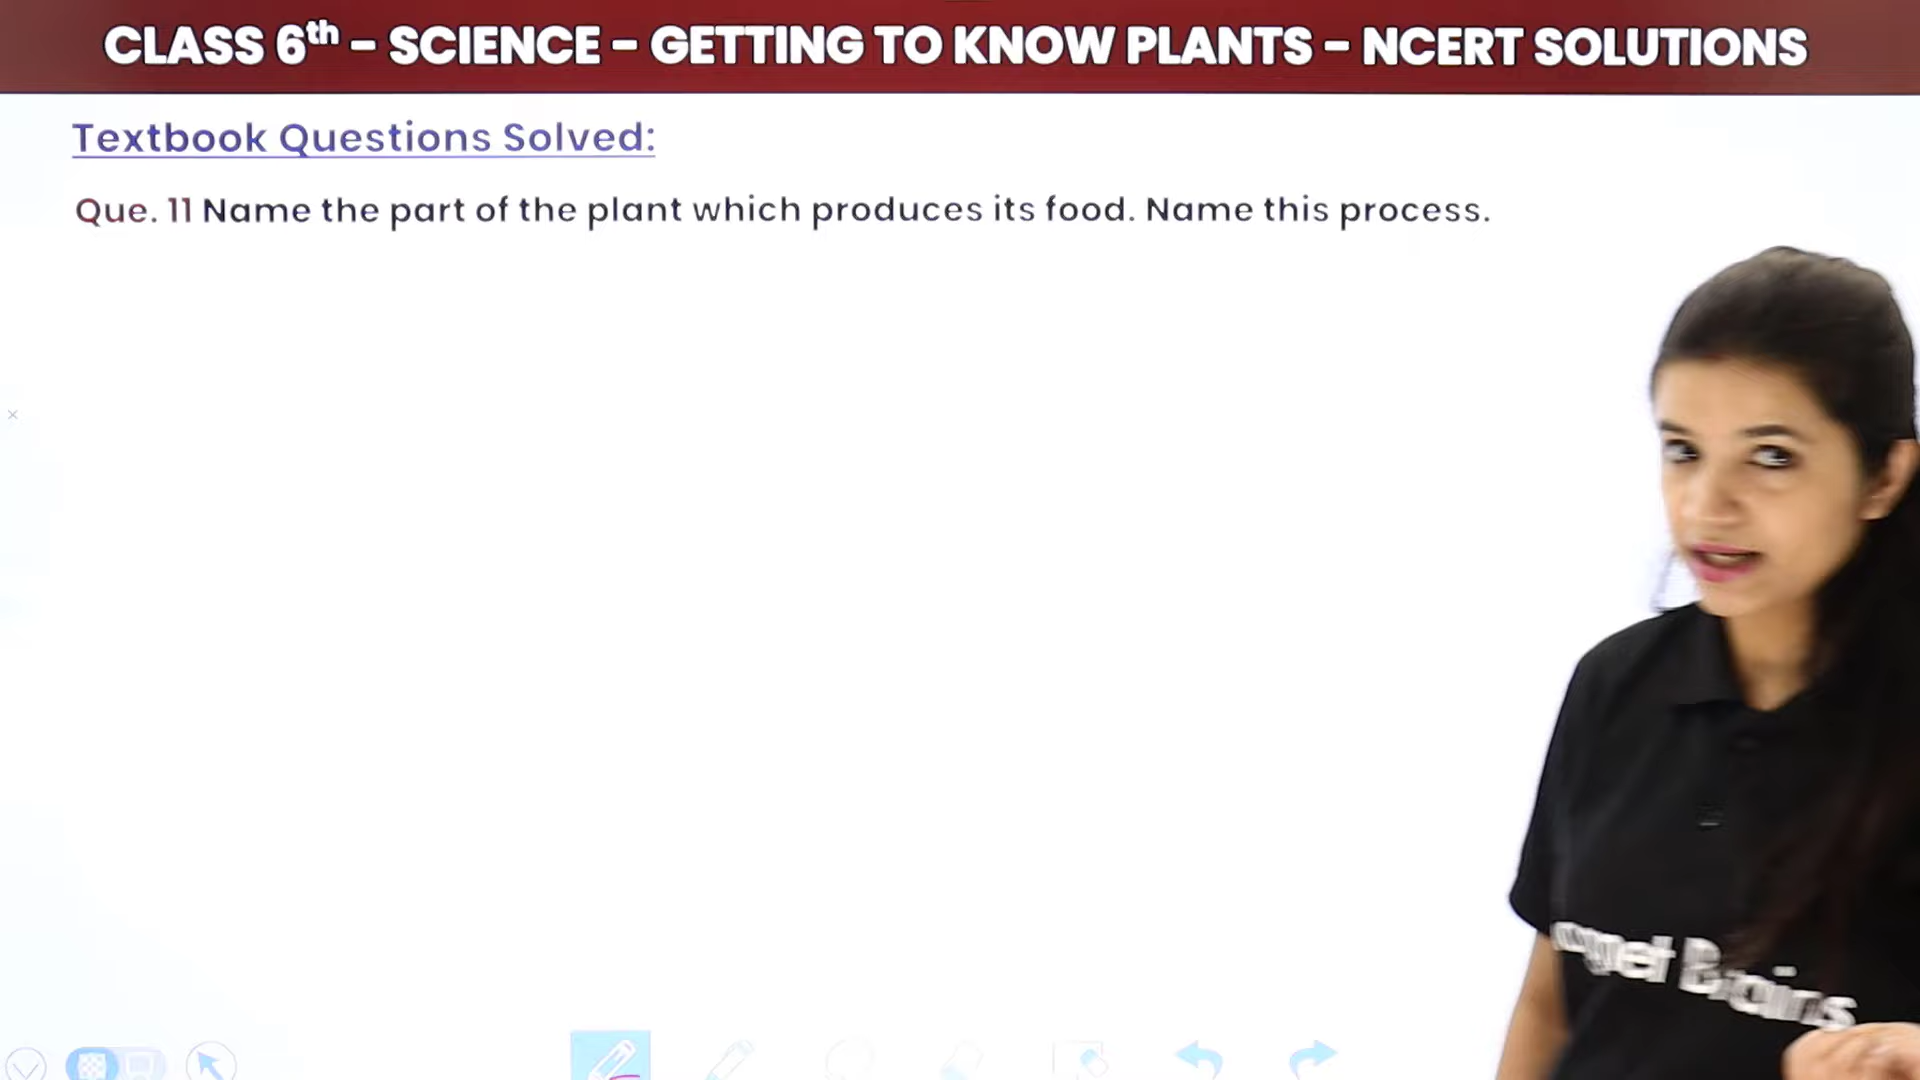 CLASS 6th – SCIENCE – GETTING TO KNOW PLANTS – NCERT SOLUTIONS
Textbook Questions Solved:
Que. 11 Name the part of the plant which produces its food. Name this process.
Brains